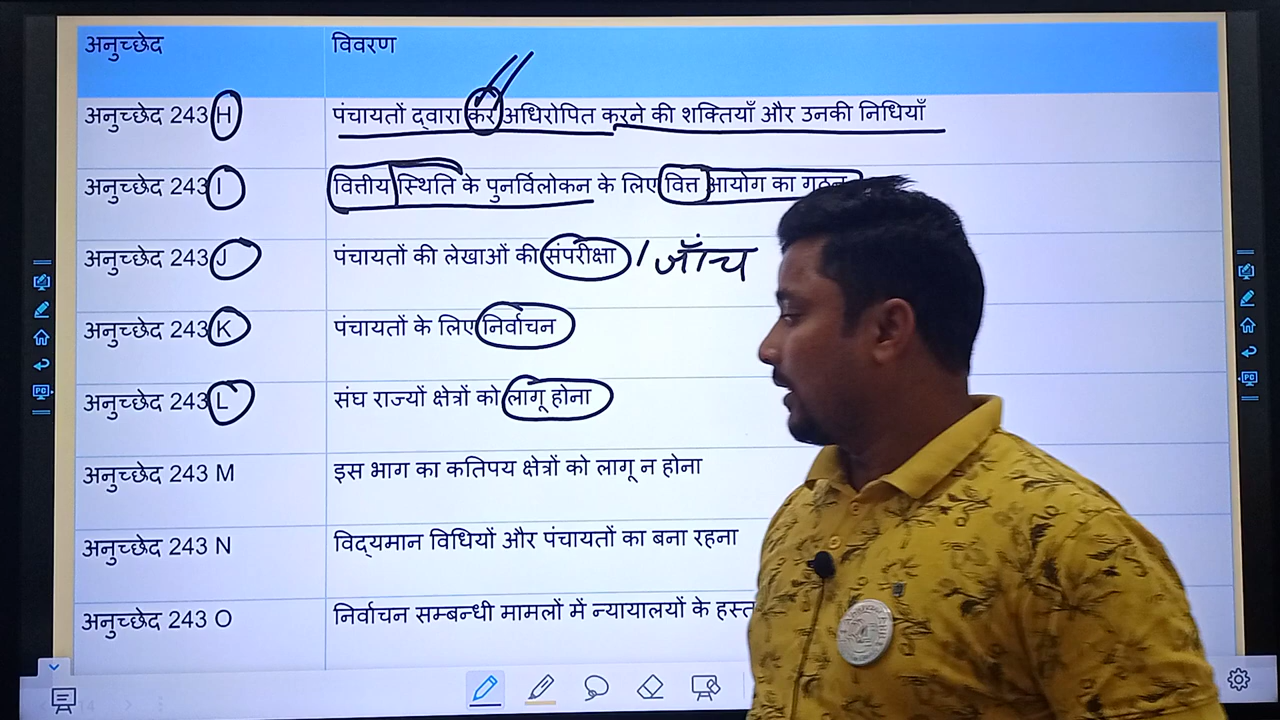 अनुच्छेद विवरण
अनुच्छेद 243 H पंचायतों द्वारा कर अधिरोपित करने की शक्तियाँ और उनकी निधियाँ
अनुच्छेद 243 I वित्तीय स्थिति के पुनर्विलोकन के लिए वित्त आयोग का गठन
अनुच्छेद 243 J पंचायतों की लेखाओं की संपरीक्षा / जाँच
अनुच्छेद 243 K पंचायतों के लिए निर्वाचन
अनुच्छेद 243 L संघ राज्यों क्षेत्रों को लागू होना
अनुच्छेद 243 M इस भाग का कतिपय क्षेत्रों को लागू न होना
अनुच्छेद 243 N विद्यमान विधियों और पंचायतों का बना रहना
अनुच्छेद 243 O निर्वाचन सम्बन्धी मामलों में न्यायालयों के